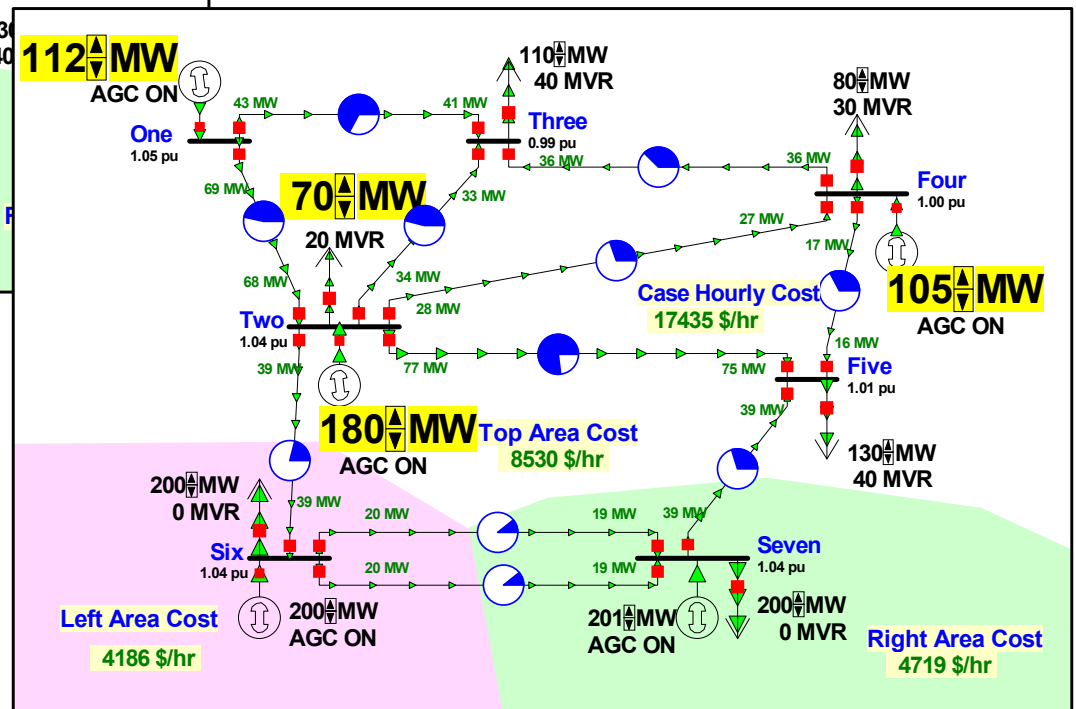 112 MW
AGC ON
110 MW
40 MVR
80 MW
30 MVR
43 MW
41 MW
One
1.05 pu
Three
0.99 pu
36 MW
36 MW
Four
1.00 pu
69 MW
70 MW
20 MVR
33 MW
27 MW
17 MW
68 MW
34 MW
28 MW
Case Hourly Cost
17435 $/hr
105 MW
AGC ON
Two
1.04 pu
39 MW
77 MW
75 MW
16 MW
Five
1.01 pu
39 MW
180 MW
AGC ON
Top Area Cost
8530 $/hr
130 MW
40 MVR
200 MW
0 MVR
39 MW
20 MW
19 MW
39 MW
Six
1.04 pu
Seven
1.04 pu
20 MW
19 MW
Left Area Cost
4186 $/hr
200 MW
AGC ON
201 MW
AGC ON
200 MW
0 MVR
Right Area Cost
4719 $/hr